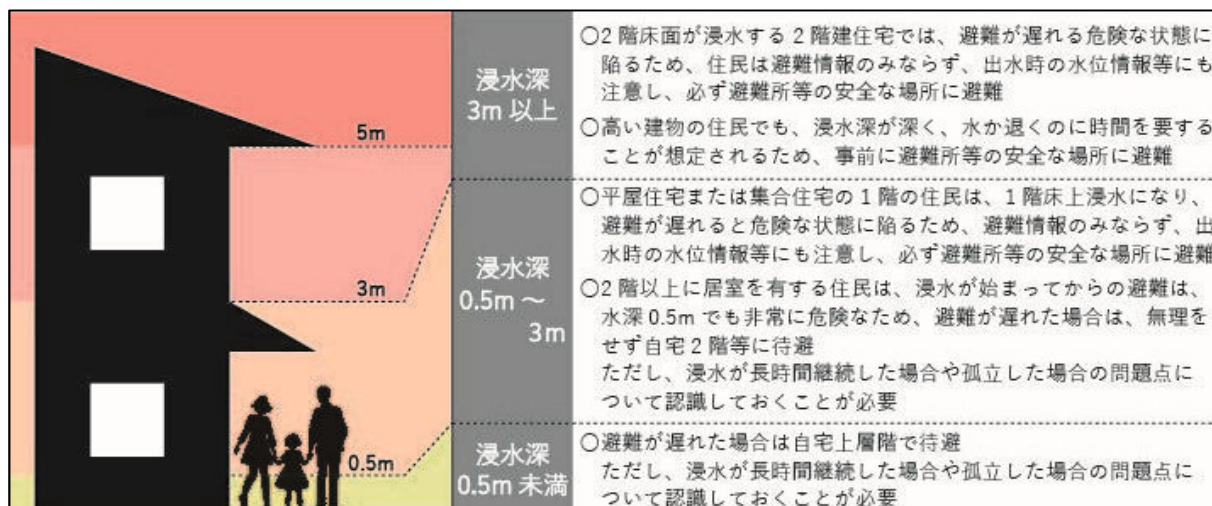 5m
3m
0.5m
浸水深
3m 以上
〇2 階床面が浸水する 2 階建住宅では、避難が遅れる危険な状態に
陥るため、住民は避難情報のみならず、出水時の水位情報等にも
注意し、必ず避難所等の安全な場所に避難
〇高い建物の住民でも、浸水深が深く、水か退くのに時間を要する
ことが想定されるため、事前に避難所等の安全な場所に避難
浸水深
0.5m ～
3m
〇平屋住宅または集合住宅の 1 階の住民は、1 階床上浸水になり、
避難が遅れると危険な状態に陥るため、避難情報のみならず、出
水時の水位情報等にも注意し、必ず避難所等の安全な場所に避難
〇2 階以上に居室を有する住民は、浸水が始まってからの避難は、
水深 0.5m でも非常に危険なため、避難が遅れた場合は、無理を
せず自宅 2 階等に待避
ただし、浸水が長時間継続した場合や孤立した場合の問題点に
ついて認識しておくことが必要
浸水深
0.5m 未満
〇避難が遅れた場合は自宅上層階で待避
ただし、浸水が長時間継続した場合や孤立した場合の問題点に
ついて認識しておくことが必要